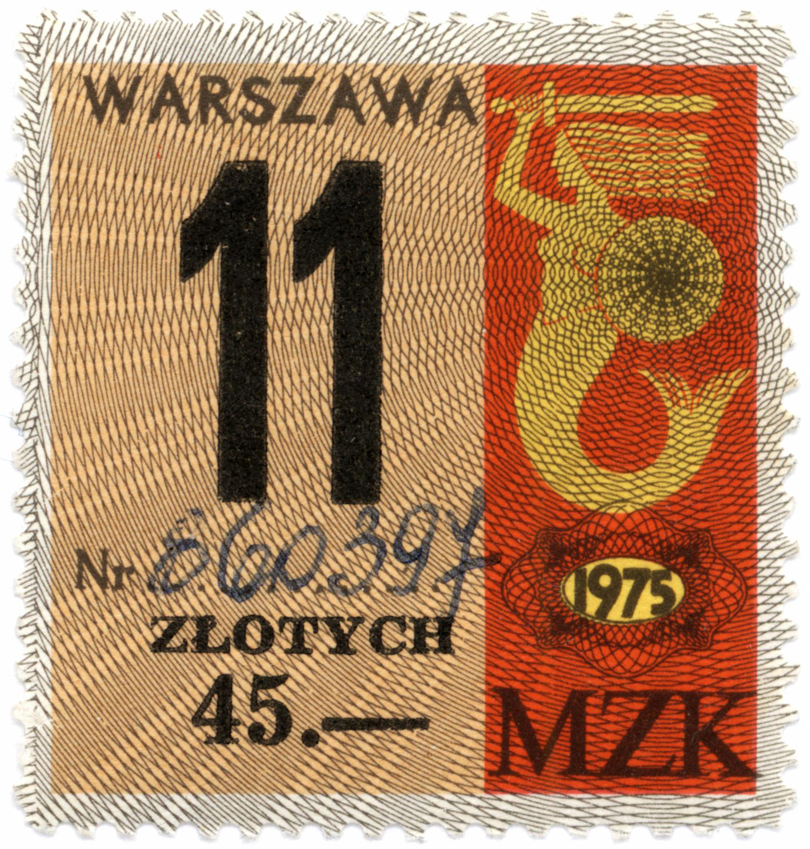 WARSZAWA
11
Nr 860397
ZŁOTYCH
45.—
1975
MZK